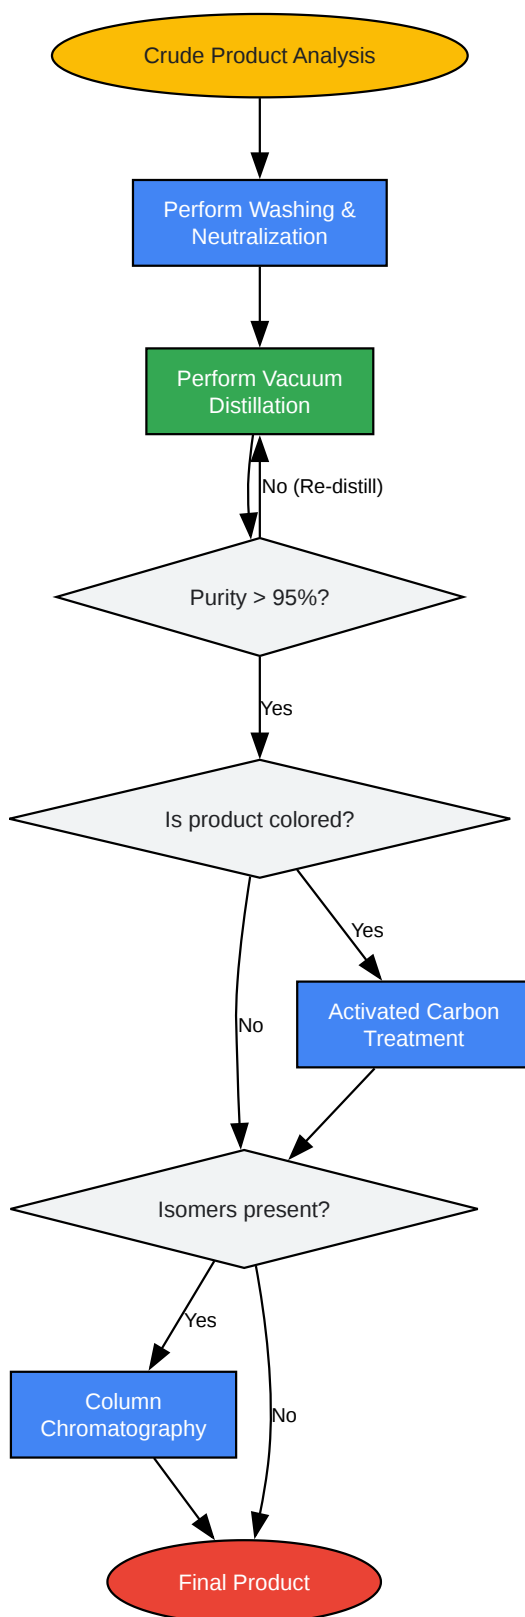 Crude Product Analysis
Perform Washing &
Neutralization
Perform Vacuum
Distillation
No (Re-distill)
Purity > 95%?
Yes
Is product colored?
Yes
Activated Carbon
Treatment
No
Isomers present?
Yes
Column
Chromatography
No
Final Product